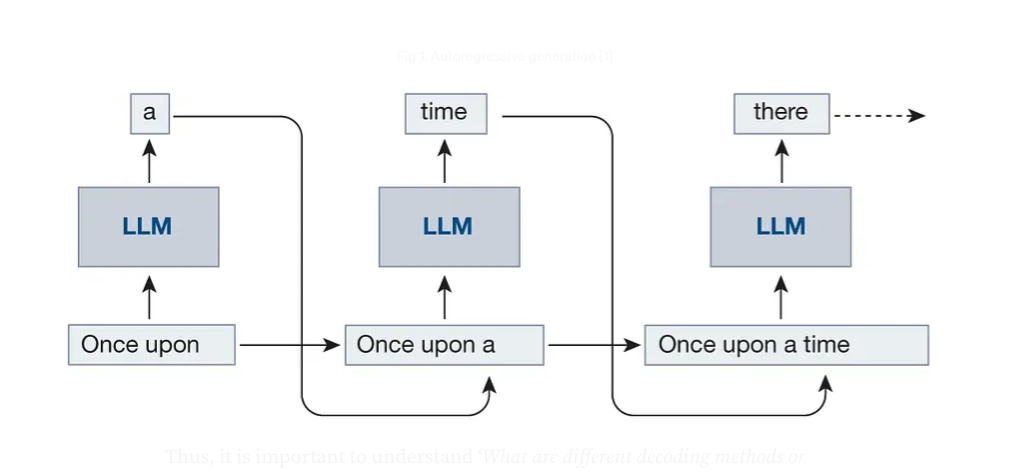 Fig 1. Autoregressive generation [1]
a
time
there
LLM
LLM
LLM
Once upon
Once upon a
Once upon a time
Thus, it is important to understand ‘What are different decoding methods or